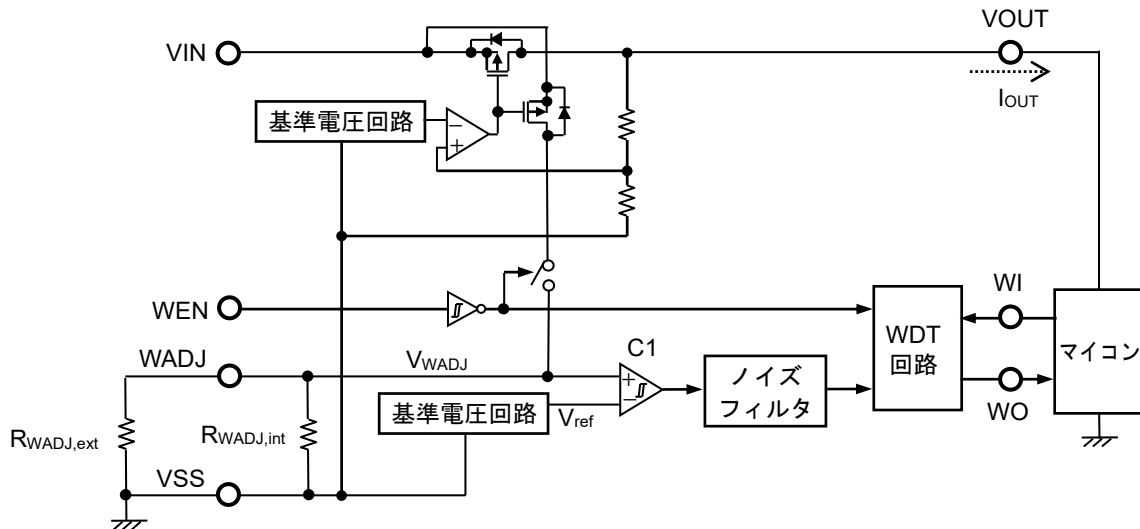 VOUT
VIN
IOUT
基準電圧回路
−
+
WEN
WI
WDT
回路
マイコン
WADJ
VWADJ
C1
+
−
ノイズ
フィルタ
WO
基準電圧回路
Vref
RWADJ,ext
RWADJ,int
VSS